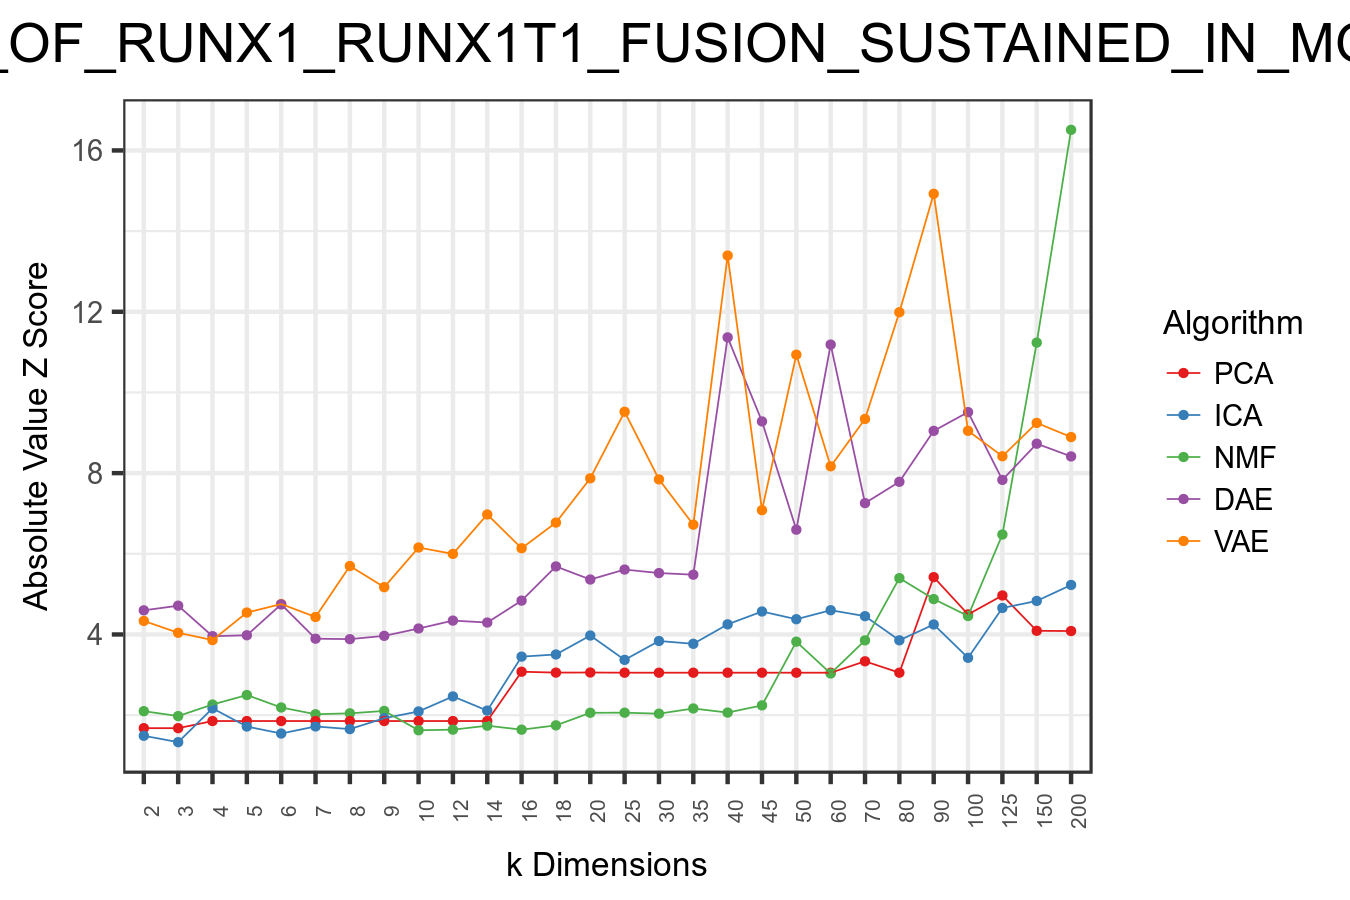 _OF_RUNX1_RUNX1T1_FUSION_SUSTAINED_IN_MO
16
12
8
4
Absolute Value Z Score
2 3 4 5 6 7 8 9 10 12 14 16 18 20 25 30 35 40 45 50 60 70 80 90 100 125 150 200
k Dimensions
Algorithm
PCA
ICA
NMF
DAE
VAE